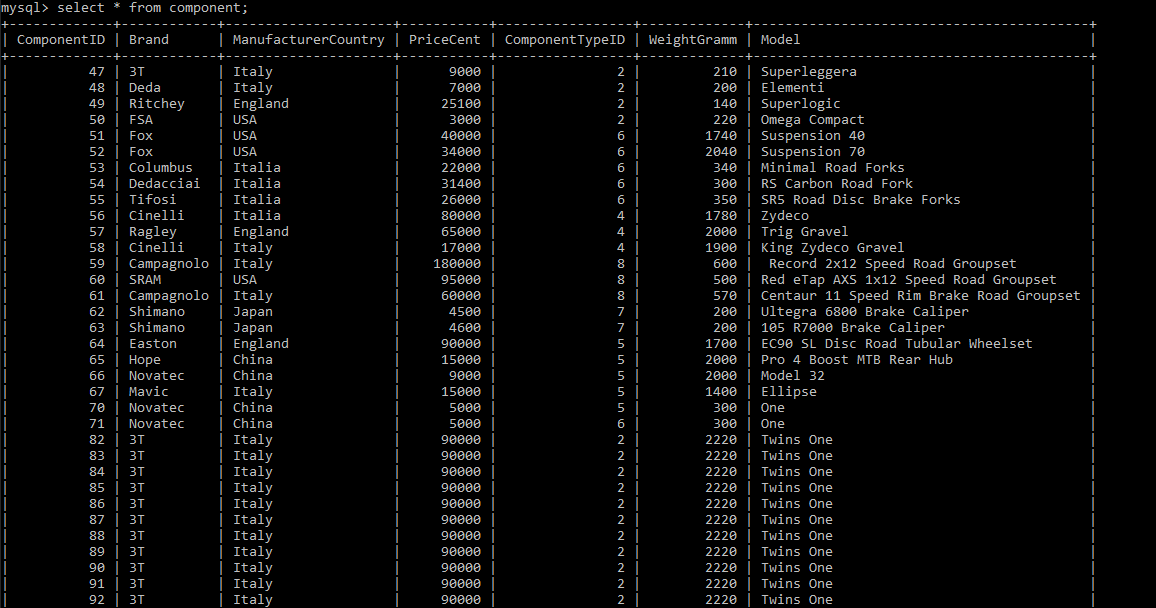 mysql> select * from component;
+-------------+-----------+---------------------+-----------+-----------------+-------------+------------------------------------------+
| ComponentID | Brand      | ManufacturerCountry | PriceCent | ComponentTypeID | WeightGramm | Model                                    |
+-------------+-----------+---------------------+-----------+-----------------+-------------+------------------------------------------+
| 47 | 3T | Italy | 9000 | 2 | 210 | Superleggera |
| 48 | Deda | Italy | 7000 | 2 | 200 | Elementi |
| 49 | Ritchey | England | 25100 | 2 | 140 | Superlogic |
| 50 | FSA | USA | 3000 | 2 | 220 | Omega Compact |
| 51 | Fox | USA | 40000 | 6 | 1740 | Suspension 40 |
| 52 | Fox | USA | 34000 | 6 | 2040 | Suspension 70 |
| 53 | Columbus | Italia | 22000 | 6 | 340 | Minimal Road Forks |
| 54 | Dedacciai | Italia | 31400 | 6 | 300 | RS Carbon Road Fork |
| 55 | Tifosi | Italia | 26000 | 6 | 350 | SR5 Road Disc Brake Forks |
| 56 | Cinelli | Italia | 80000 | 4 | 1780 | Zydeco |
| 57 | Ragley | England | 65000 | 4 | 2000 | Trig Gravel |
| 58 | Cinelli | Italy | 17000 | 4 | 1900 | King Zydeco Gravel |
| 59 | Campagnolo | Italy | 180000 | 8 | 600 | Record 2x12 Speed Road Groupset |
| 60 | SRAM | USA | 95000 | 8 | 500 | Red eTap AXS 1x12 Speed Road Groupset |
| 61 | Campagnolo | Italy | 60000 | 8 | 570 | Centaur 11 Speed Rim Brake Road Groupset |
| 62 | Shimano | Japan | 4500 | 7 | 200 | Ultegra 6800 Brake Caliper |
| 63 | Shimano | Japan | 4600 | 7 | 200 | 105 R7000 Brake Caliper |
| 64 | Easton | England | 90000 | 5 | 1700 | EC90 SL Disc Road Tubular Wheelset |
| 65 | Hope | China | 15000 | 5 | 2000 | Pro 4 Boost MTB Rear Hub |
| 66 | Novatec | China | 9000 | 5 | 2000 | Model 32 |
| 67 | Mavic | Italy | 15000 | 5 | 1400 | Ellipse |
| 70 | Novatec | China | 5000 | 5 | 300 | One |
| 71 | Novatec | China | 5000 | 6 | 300 | One |
| 82 | 3T | Italy | 90000 | 2 | 2220 | Twins One |
| 83 | 3T | Italy | 90000 | 2 | 2220 | Twins One |
| 84 | 3T | Italy | 90000 | 2 | 2220 | Twins One |
| 85 | 3T | Italy | 90000 | 2 | 2220 | Twins One |
| 86 | 3T | Italy | 90000 | 2 | 2220 | Twins One |
| 87 | 3T | Italy | 90000 | 2 | 2220 | Twins One |
| 88 | 3T | Italy | 90000 | 2 | 2220 | Twins One |
| 89 | 3T | Italy | 90000 | 2 | 2220 | Twins One |
| 90 | 3T | Italy | 90000 | 2 | 2220 | Twins One |
| 91 | 3T | Italy | 90000 | 2 | 2220 | Twins One |
| 92 | 3T | Italy | 90000 | 2 | 2220 | Twins One |